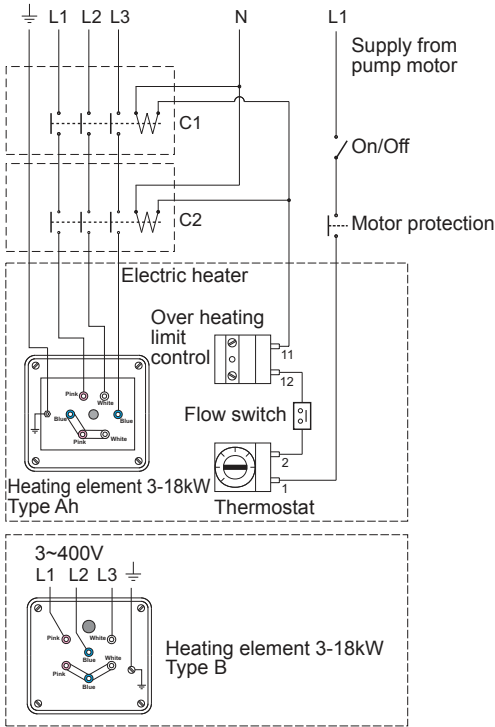 L1 L2 L3 N L1
Supply from
pump motor
C1
On/Off
C2
Motor protection
Electric heater
Over heating
limit
control
11
12
Pink
White
Flow switch
Blue
Blue
Pink
White
2
1
Heating element 3-18kW
Type Ah
Thermostat
3~400V
L1 L2 L3
Pink
White
Blue
White
Pink
Blue
Heating element 3-18kW
Type B